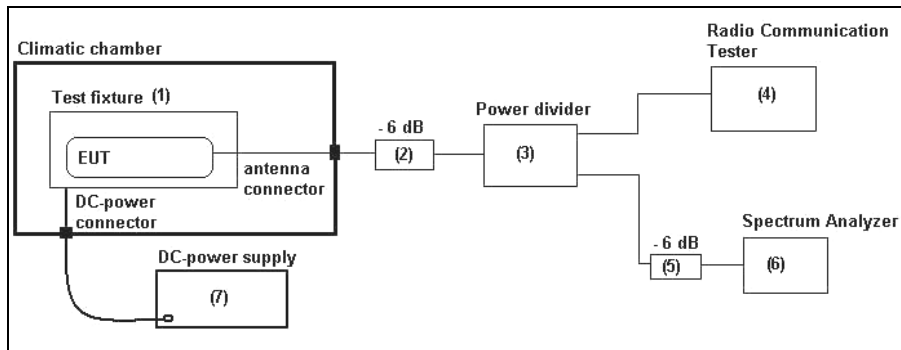 Climatic chamber
Test fixture (1)
EUT
antenna
connector
DC-power
connector
DC-power supply
(7)
- 6 dB
(2)
Power divider
(3)
Radio Communication
Tester
(4)
- 6 dB
(5)
Spectrum Analyzer
(6)